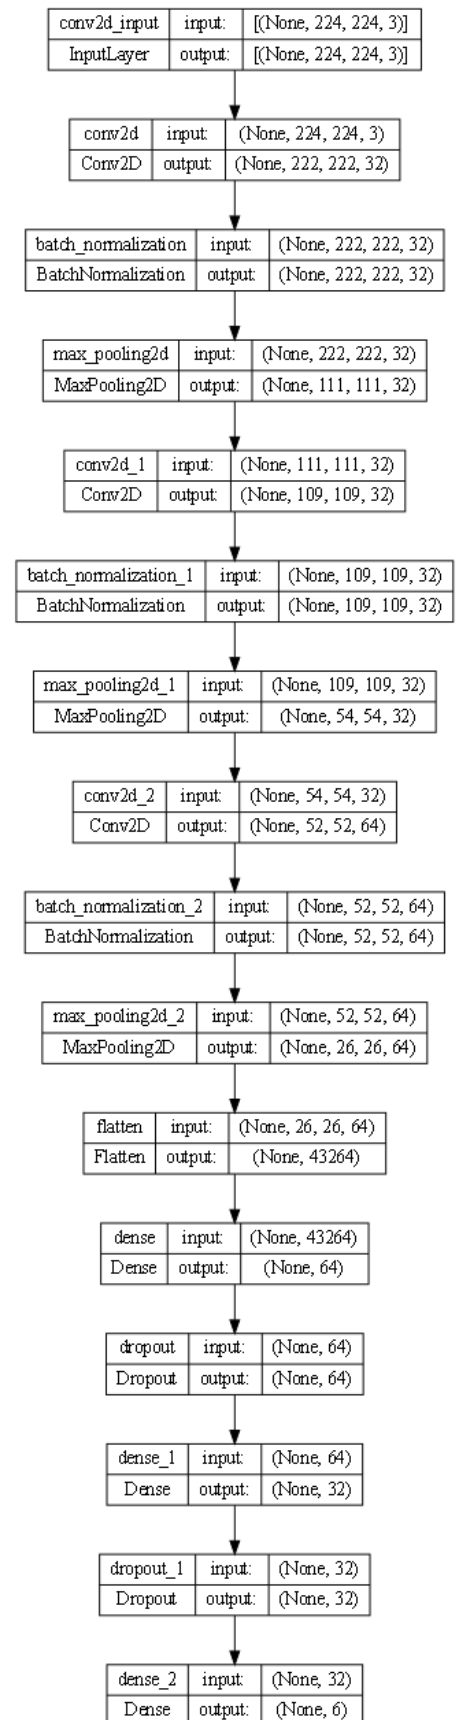 conv2d_input input: [(None, 224, 224, 3)]
InputLayer output: [(None, 224, 224, 3)]
conv2d input: (None, 224, 224, 3)
Conv2D output: (None, 222, 222, 32)
batch_normalization input: (None, 222, 222, 32)
BatchNormalization output: (None, 222, 222, 32)
max_pooling2d input: (None, 222, 222, 32)
MaxPooling2D output: (None, 111, 111, 32)
conv2d_1 input: (None, 111, 111, 32)
Conv2D output: (None, 109, 109, 32)
batch_normalization_1 input: (None, 109, 109, 32)
BatchNormalization output: (None, 109, 109, 32)
max_pooling2d_1 input: (None, 109, 109, 32)
MaxPooling2D output: (None, 54, 54, 32)
conv2d_2 input: (None, 54, 54, 32)
Conv2D output: (None, 52, 52, 64)
batch_normalization_2 input: (None, 52, 52, 64)
BatchNormalization output: (None, 52, 52, 64)
max_pooling2d_2 input: (None, 52, 52, 64)
MaxPooling2D output: (None, 26, 26, 64)
flatten input: (None, 26, 26, 64)
Flatten output: (None, 43264)
dense input: (None, 43264)
Dense output: (None, 64)
dropout input: (None, 64)
Dropout output: (None, 64)
dense_1 input: (None, 64)
Dense output: (None, 32)
dropout_1 input: (None, 32)
Dropout output: (None, 32)
dense_2 input: (None, 32)
Dense output: (None, 6)